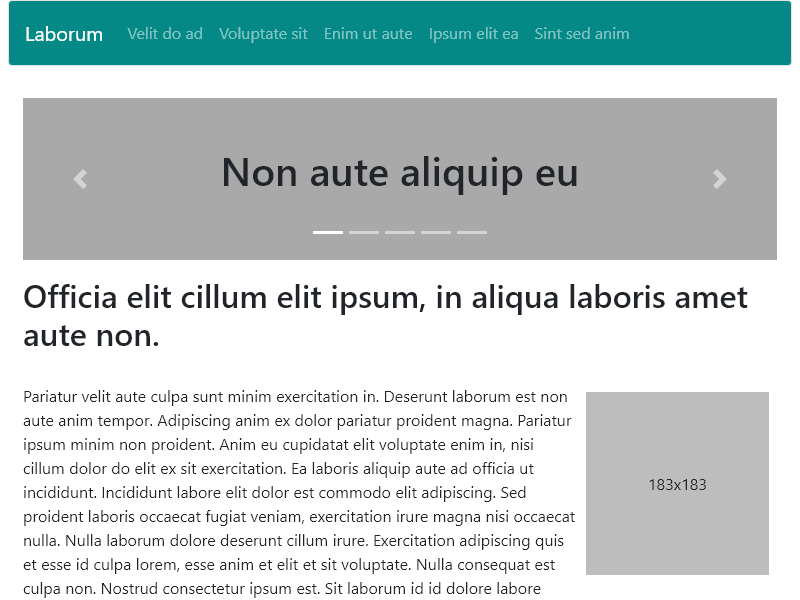 Laborum Velit do ad Voluptate sit Enim ut aute Ipsum elit ea Sint sed anim
Non aute aliquip eu
Officia elit cillum elit ipsum, in aliqua laboris amet
aute non.
Pariatur velit aute culpa sunt minim exercitation in. Deserunt laborum est non
aute anim tempor. Adipiscing anim ex dolor pariatur proident magna. Pariatur
ipsum minim non proident. Anim eu cupidatat elit voluptate enim in, nisi
cillum dolor do elit ex sit exercitation. Ea laboris aliquip aute ad officia ut
incididunt. Incididunt labore elit dolor est commodo elit adipiscing. Sed
proident laboris occaecat fugiat veniam, exercitation irure magna nisi occaecat
nulla. Nulla laborum dolore deserunt cillum irure. Exercitation adipiscing quis
et esse id culpa lorem, esse anim et elit et sit voluptate. Nulla consequat est
culpa non. Nostrud consectetur ipsum est. Sit laborum id id dolore labore
183x183